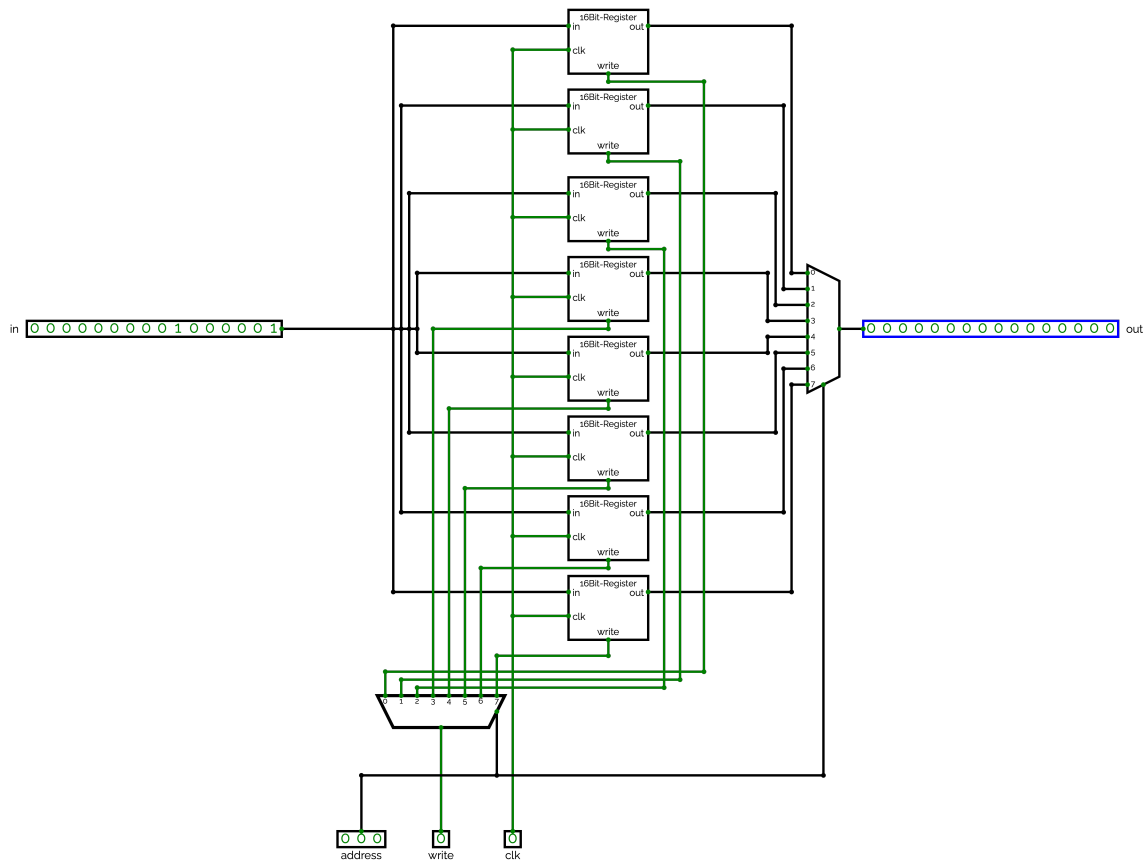 16Bit-Register
in out
clk
write
16Bit-Register
in out
clk
write
16Bit-Register
in out
clk
write
16Bit-Register
in out
clk
write
in 0 0 0 0 0 0 0 0 0 1 0 0 0 0 0 1
0
1
2
3
4
5
6
7
0 0 0 0 0 0 0 0 0 0 0 0 0 0 0 0 out
16Bit-Register
in out
clk
write
16Bit-Register
in out
clk
write
16Bit-Register
in out
clk
write
16Bit-Register
in out
clk
write
0 1 2 3 4 5 6 7
0 0 0
0
0
address
write
clk